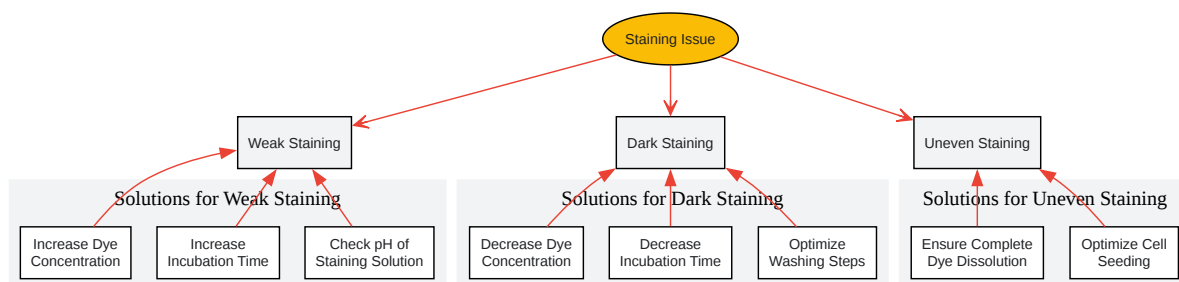 Staining Issue
Weak Staining
Dark Staining
Uneven Staining
Solutions for Weak Staining
Solutions for Dark Staining
Solutions for Uneven Staining
Increase Dye
Concentration
Increase
Incubation Time
Check pH of
Staining Solution
Decrease Dye
Concentration
Decrease
Incubation Time
Optimize
Washing Steps
Ensure Complete
Dye Dissolution
Optimize Cell
Seeding